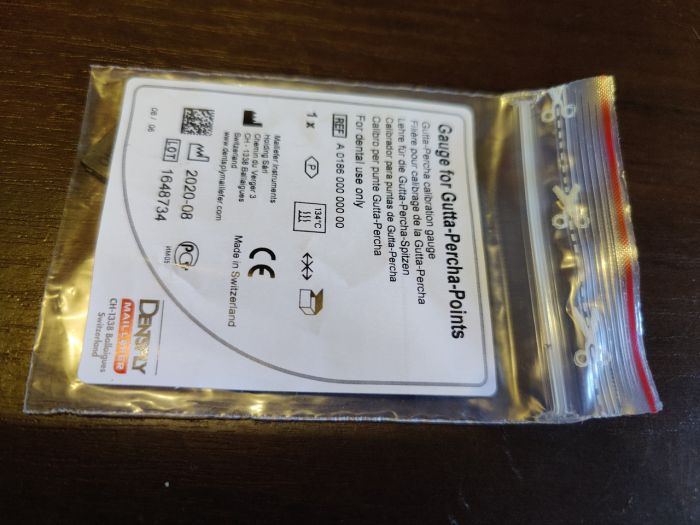 Gauge for Gutta-Percha-Points
Gutta-Percha calibration gauge
Filière pour calibrage de la Gutta-Percha
Lehre für die Gutta-Percha-Spitzen
Calibrador para puntas de Gutta-Percha
Calibro per punte Gutta-Percha
For dental use only
REF A 0186 000 000 00
1 x
P
134°C
Maillefer Instruments
Holding Sàrl
Chemin du Verger 3
CH - 1338 Ballaigues
Switzerland
www.dentsplymaillefer.com
CE
Made in Switzerland
2020-08
LOT 1648734
06 / 06
DENTSPLY
MAILLEFER
CH-1338 Ballaigues
Switzerland